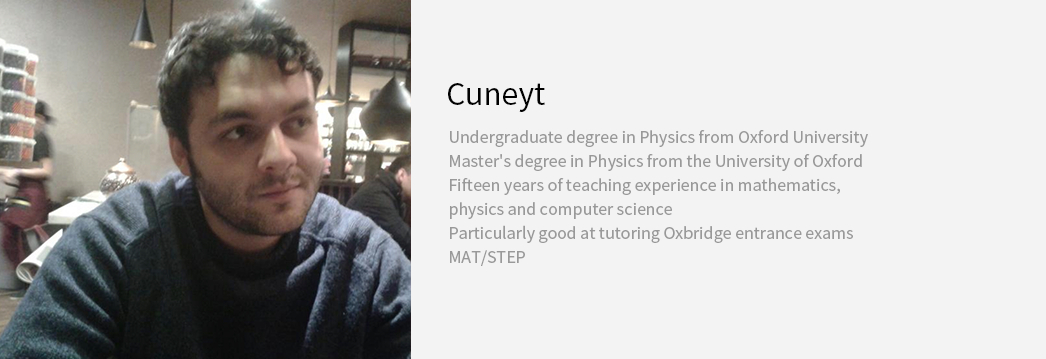 Cuneyt
Undergraduate degree in Physics from Oxford University
Master's degree in Physics from the University of Oxford
Fifteen years of teaching experience in mathematics,
physics and computer science
Particularly good at tutoring Oxbridge entrance exams
MAT/STEP